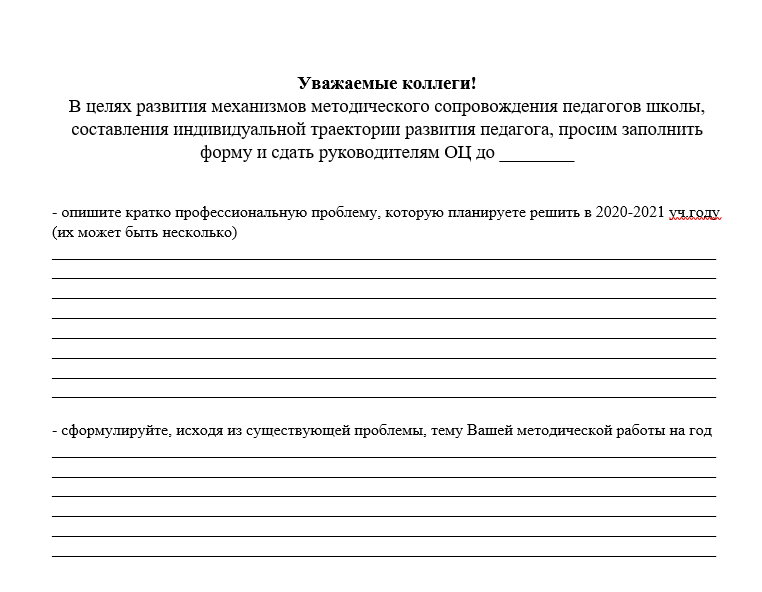 Уважаемые коллеги!
В целях развития механизмов методического сопровождения педагогов школы,
составления индивидуальной траектории развития педагога, просим заполнить
форму и сдать руководителям ОЦ до ________
- опишите кратко профессиональную проблему, которую планируете решить в 2020-2021 уч.году
(их может быть несколько)
- сформулируйте, исходя из существующей проблемы, тему Вашей методической работы на год